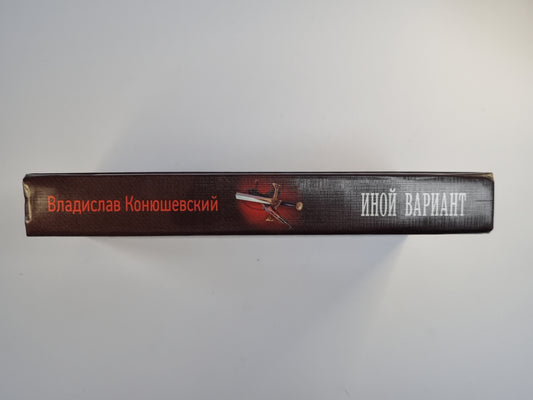 Владислав Конюшевский
ИНОЙ ВАРИАНТ